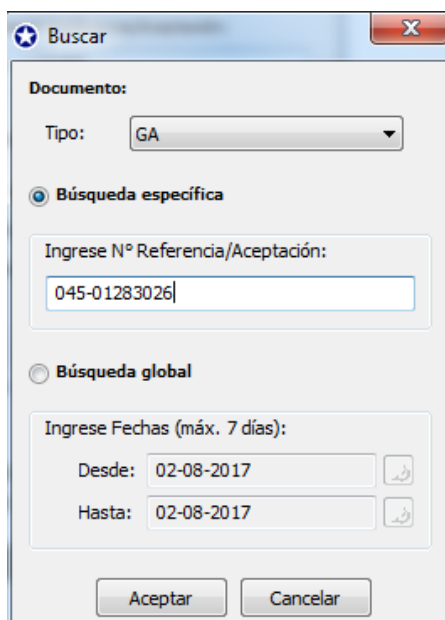 Buscar
Documento:
Tipo: GA
Búsqueda específica
Ingrese N° Referencia/Aceptación:
045-01283026
Búsqueda global
Ingrese Fechas (máx. 7 días):
Desde: 02-08-2017
Hasta: 02-08-2017
Aceptar Cancelar